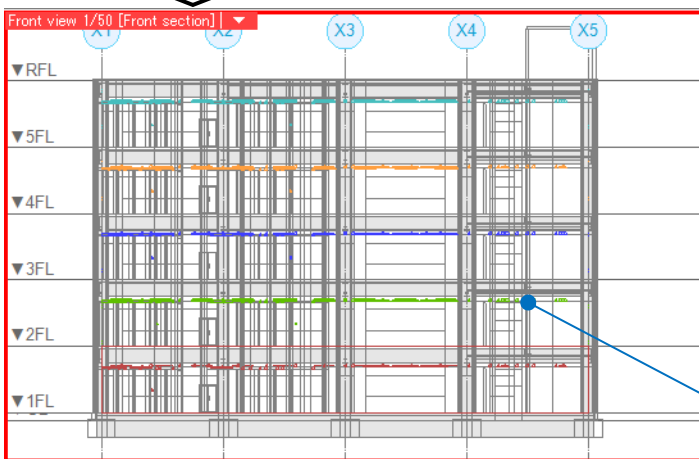 Front view 1/50 [Front section] | ▼
X1 X2 X3 X4 X5
▼RFL
▼5FL
▼4FL
▼3FL
▼2FL
▼1FL